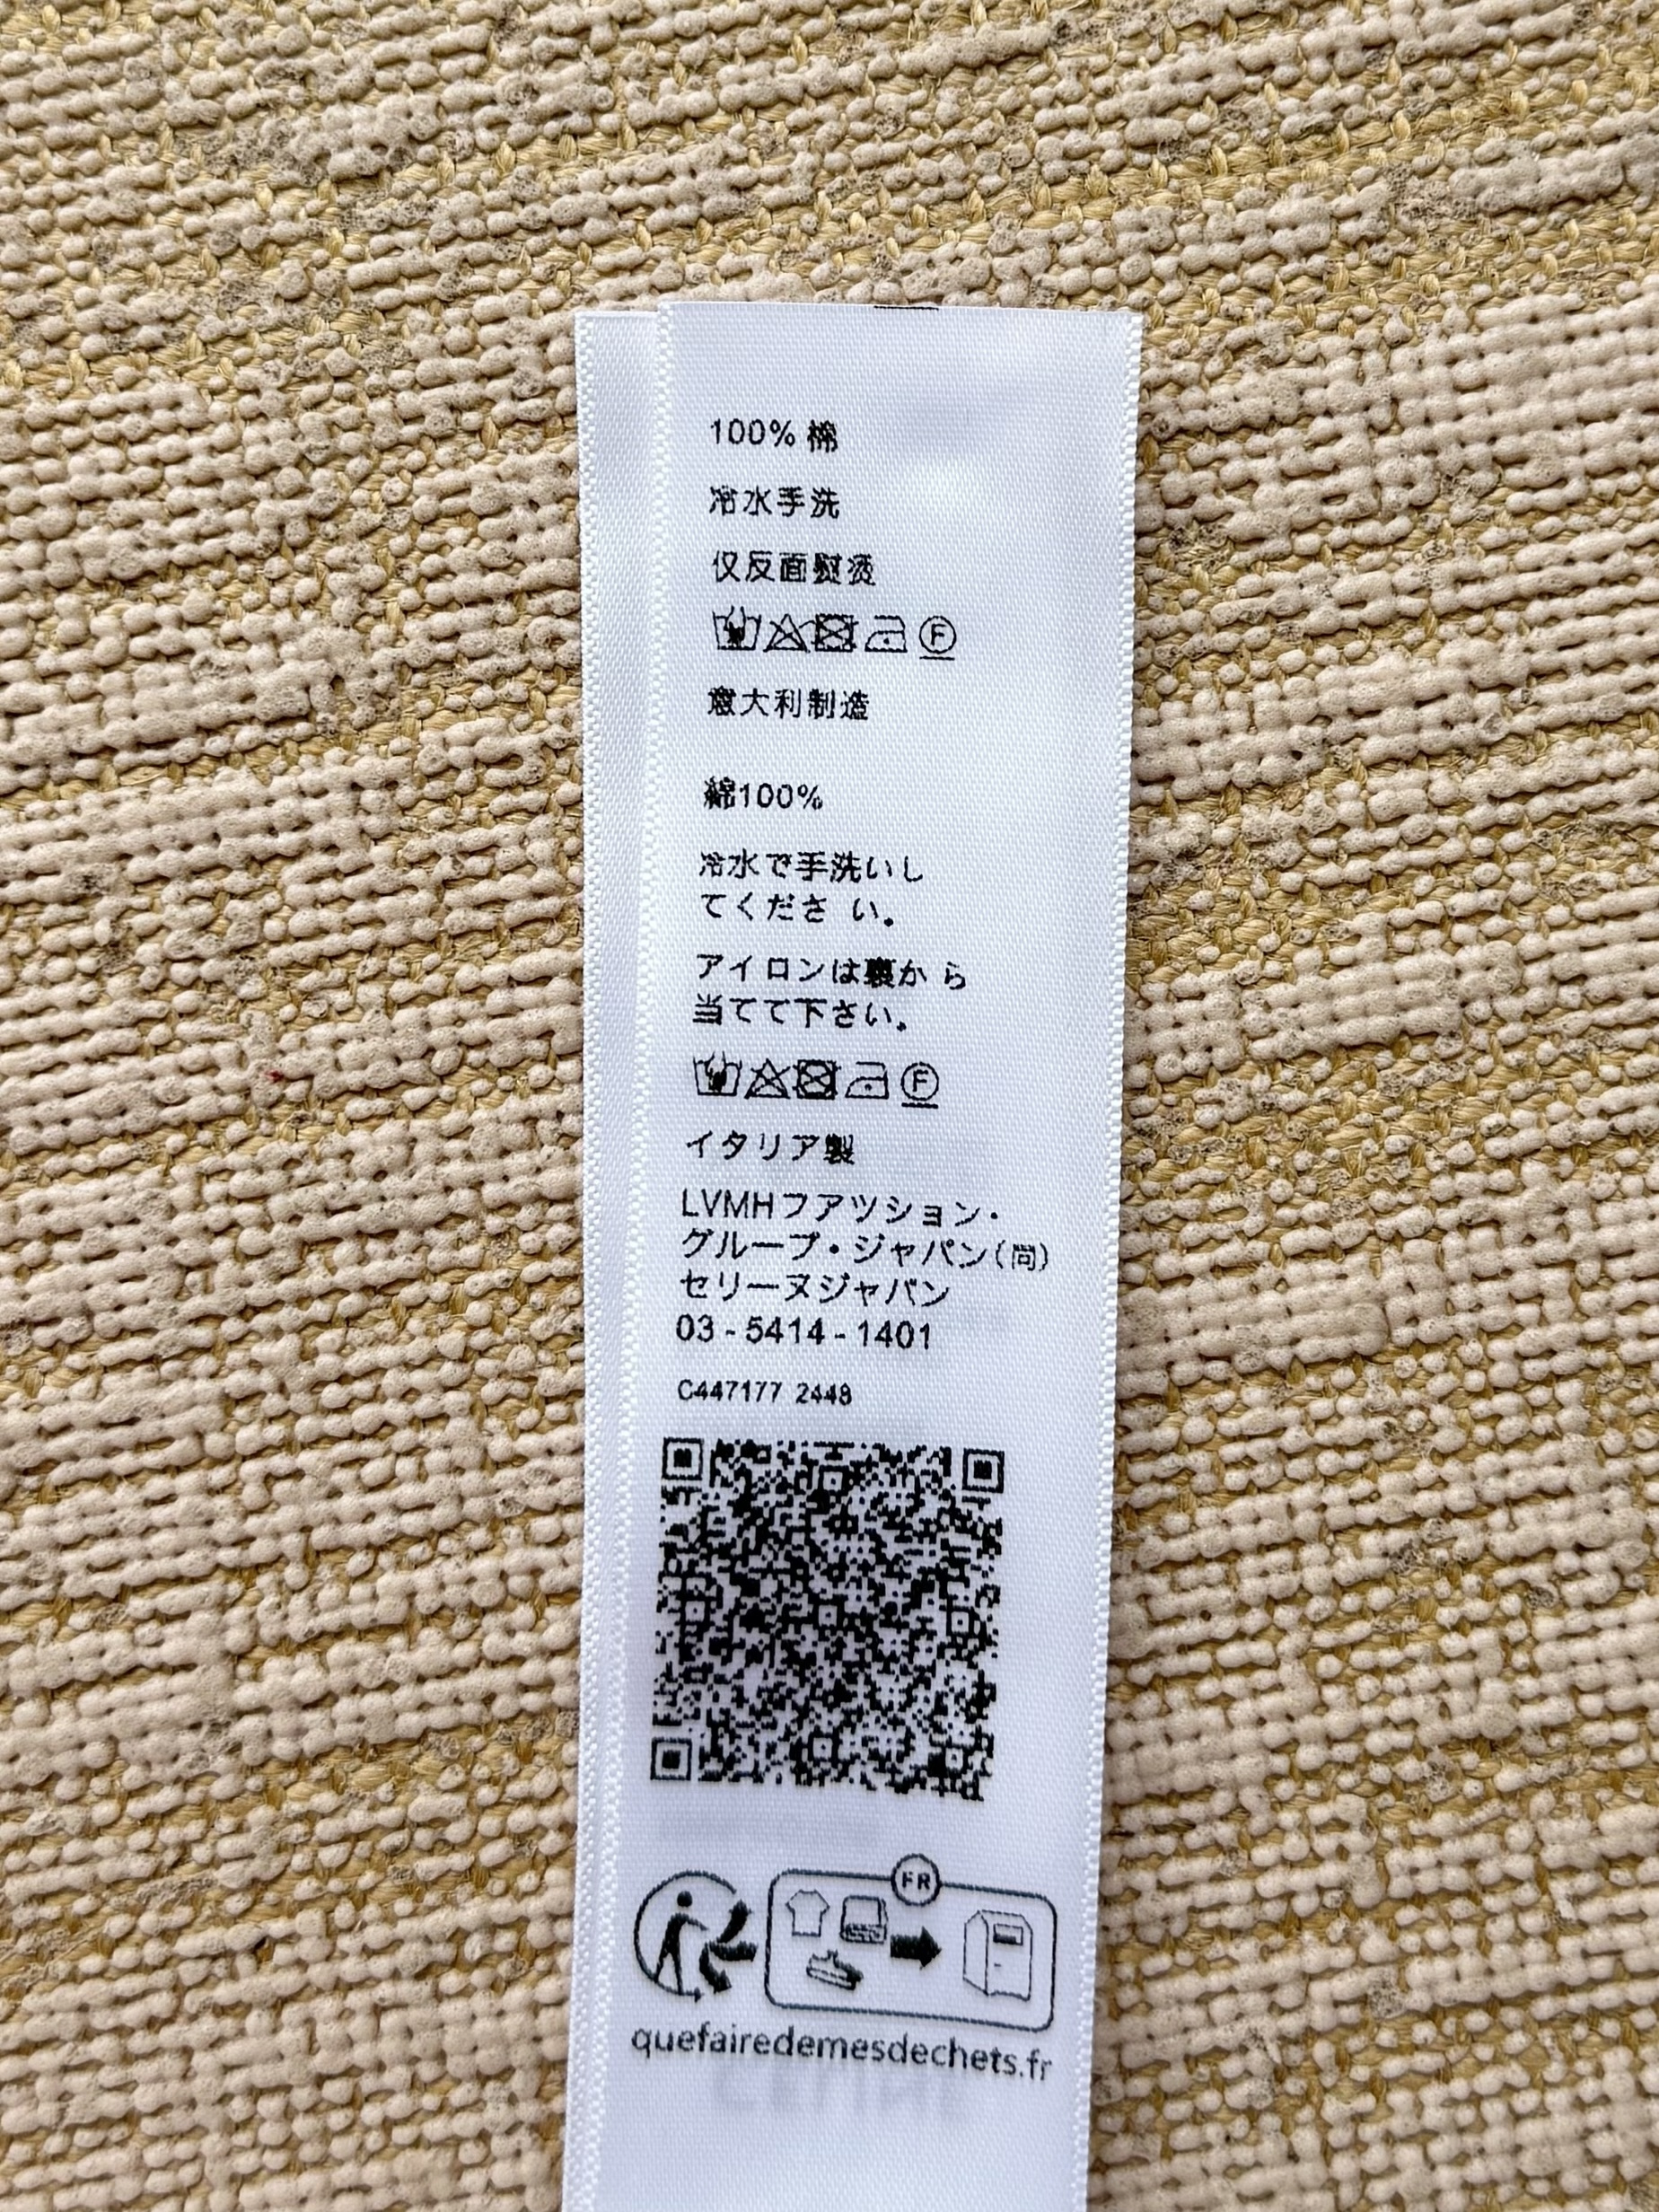 100% 棉
冷水手洗
仅反面熨烫
F
意大利制造
綿100%
冷水で手洗いし
てくださ い。
アイロンは裏か ら
当てて下さい。
F
イタリア製
LVMHフアツション・
グループ・ジャパン(同)
セリーヌジャパン
03-5414-1401
C447177 2448
FR
quefairedemesdechets.fr